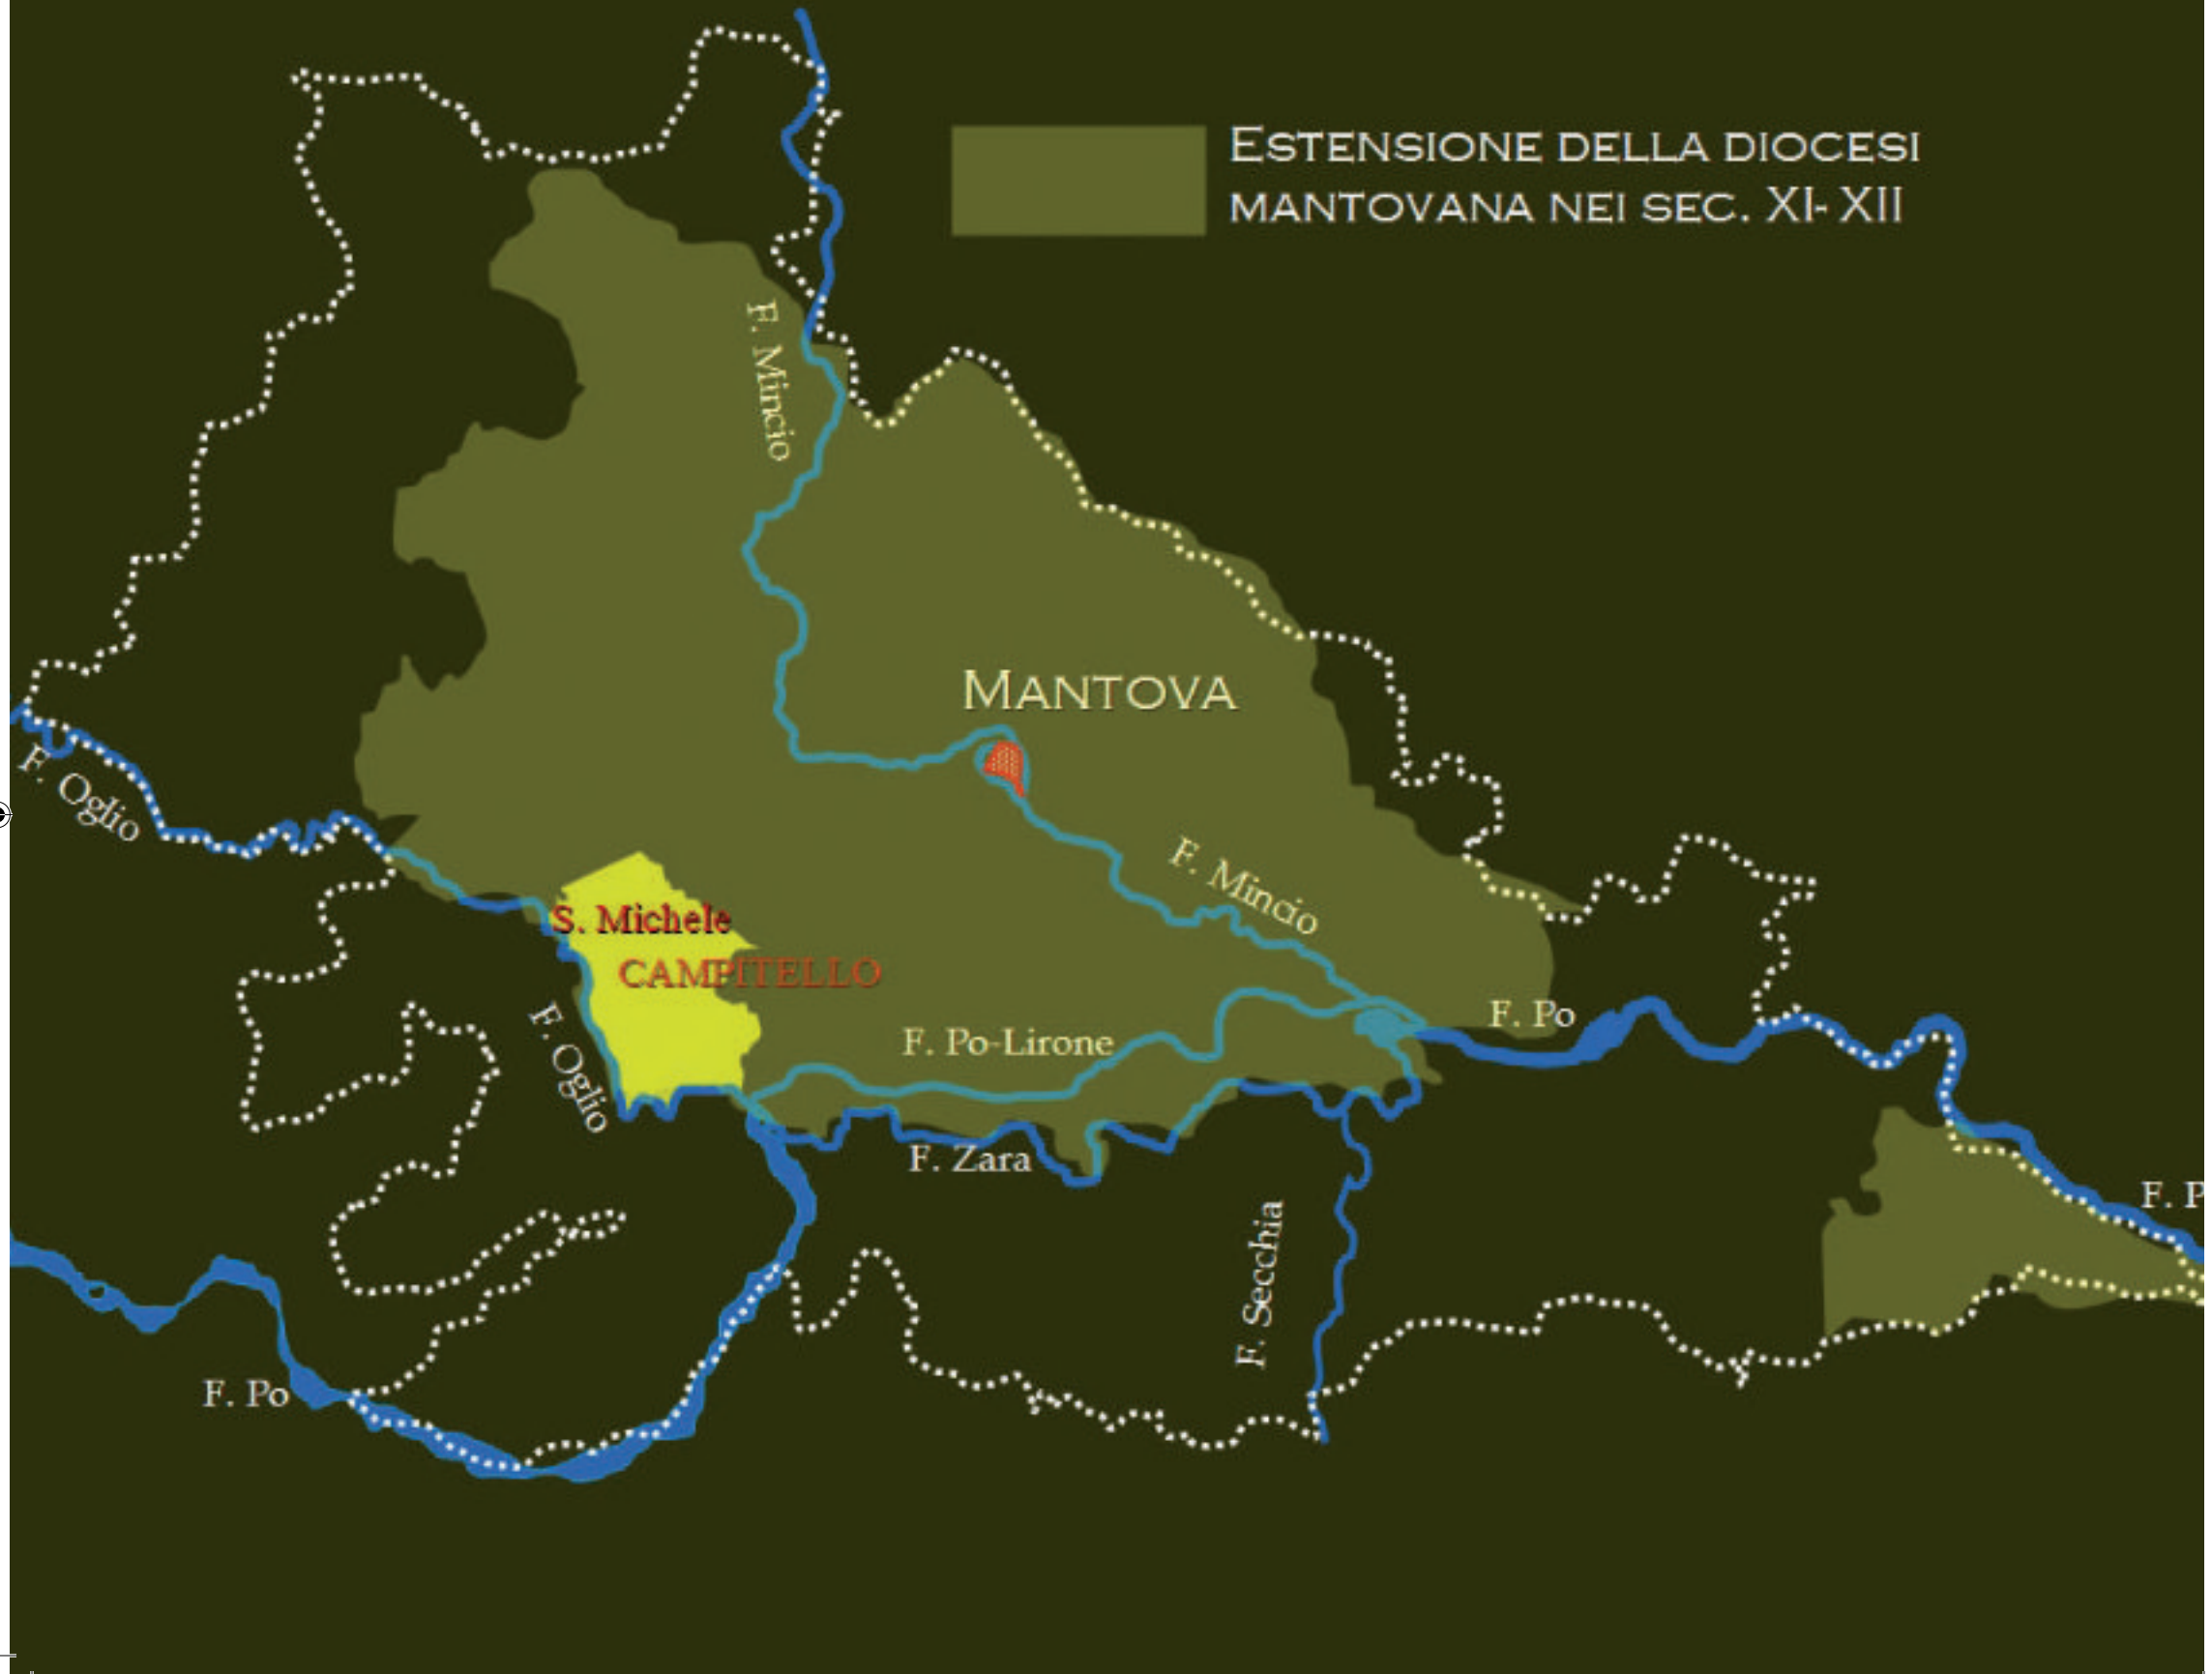 ESTENSIONE DELLA DIOCESI
MANTOVANA NEI SEC. XI-XII
F. Mincio
MANTOVA
F. Oglio
F. Mincio
S. Michele
CAMPITELLO
F. Oglio
F. Po-Lirone
F. Po
F. Zara
F. P
F. Secchia
F. Po